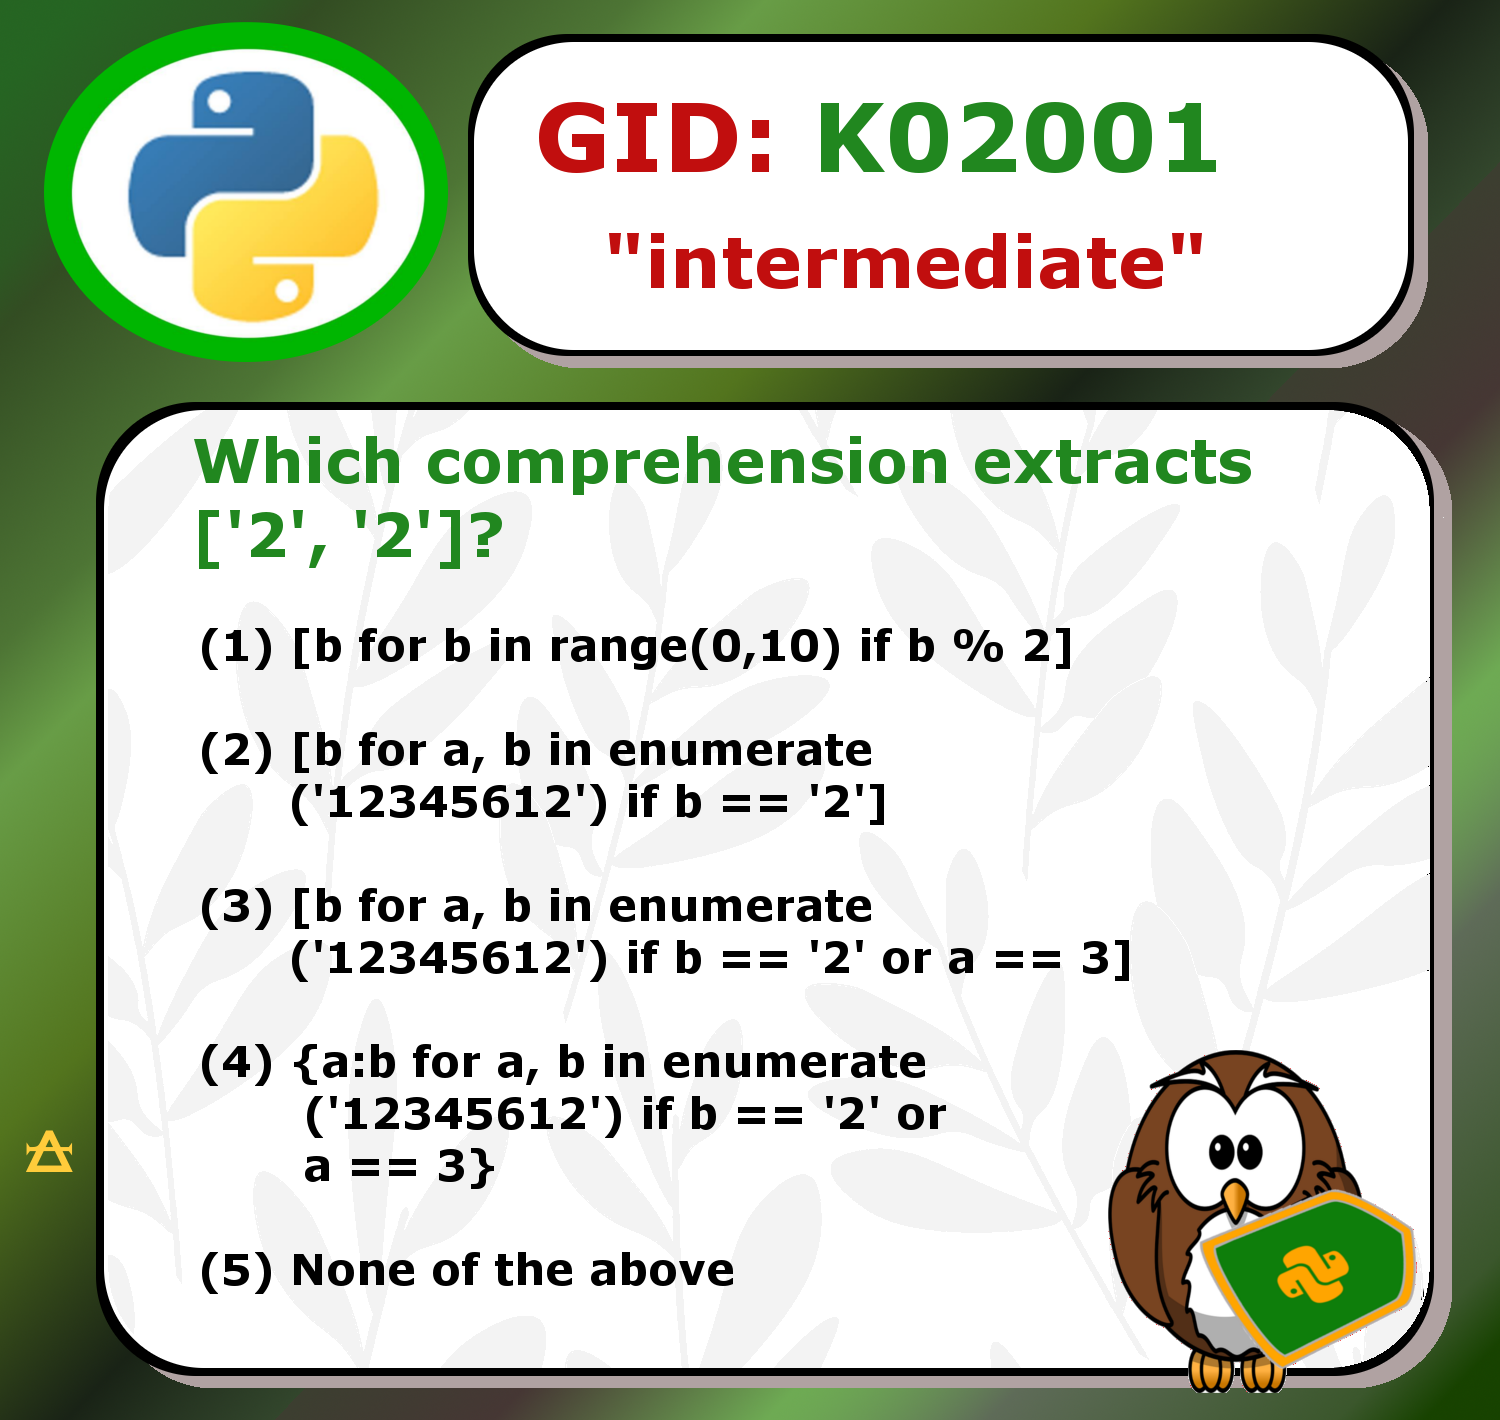 GID: K02001
"intermediate"
Which comprehension extracts
['2', '2']?
(1) [b for b in range(0,10) if b % 2]
(2) [b for a, b in enumerate
('12345612') if b == '2']
(3) [b for a, b in enumerate
('12345612') if b == '2' or a == 3]
(4) {a:b for a, b in enumerate
('12345612') if b == '2' or
a == 3}
(5) None of the above